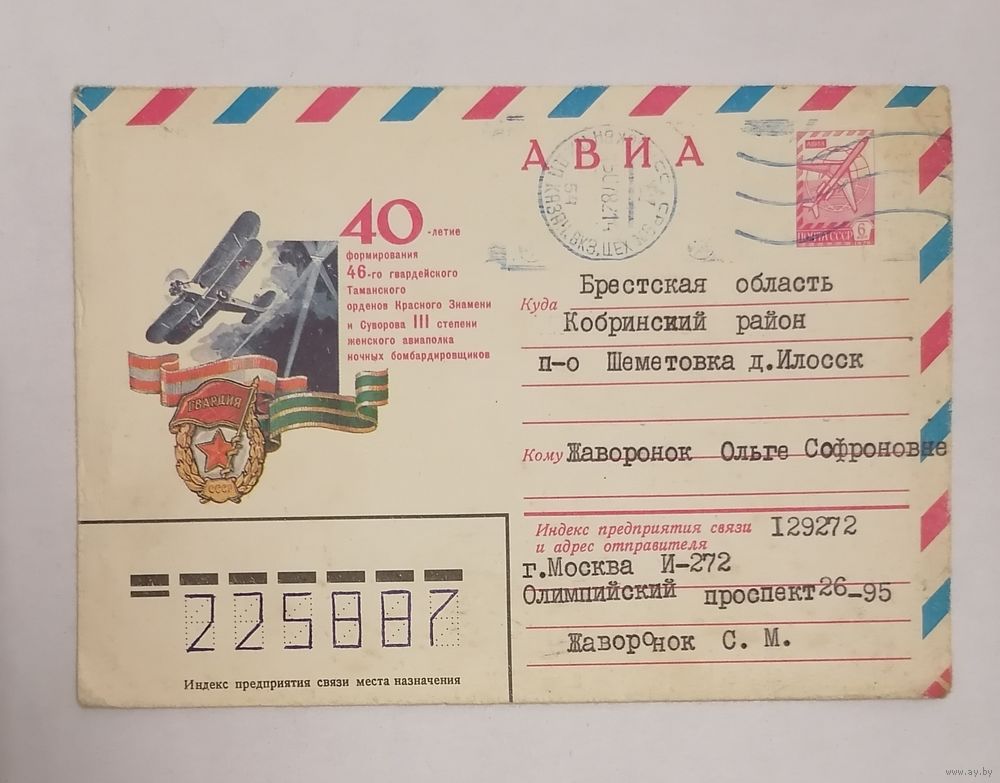 АВИА
АВИА
ПОЧТА СССР 6
40-летие
формирования
46-го гвардейского
Таманского
орденов Красного Знамени
и Суворова III степени
женского авиаполка
ночных бомбардировщиков
ГВАРДИЯ
СССР
Куда Брестская область
Кобринский район
п-о Шеметовка д.Илосск
Кому Жаворонок Ольге Софроновне
Индекс предприятия связи I29272
и адрес отправителя
г.Москва И-272
Олимпийский проспект 26-95
Жаворонок С. М.
225887
Индекс предприятия связи места назначения
www.ay.by